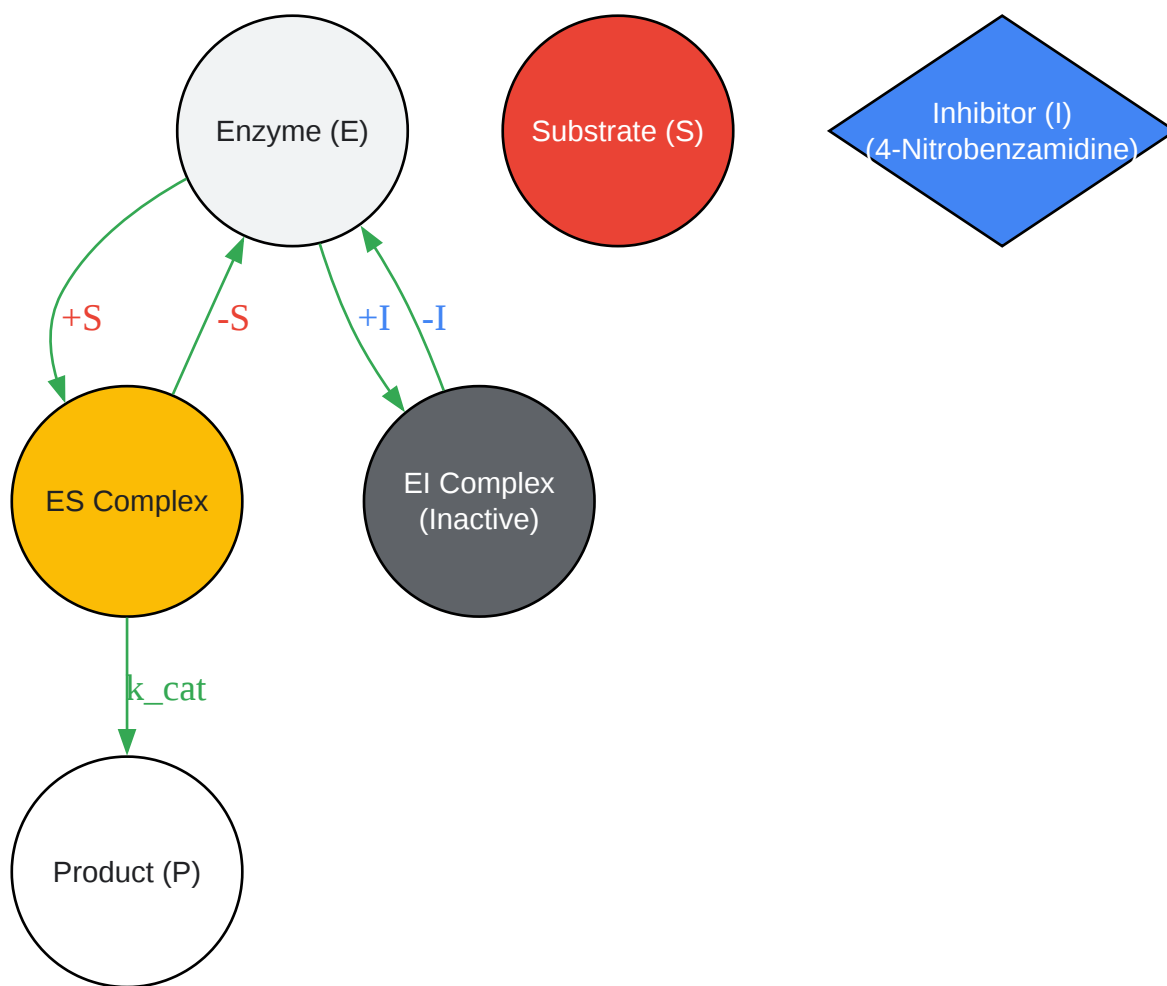 Enzyme (E)
Substrate (S)
Inhibitor (I)
(4-Nitrobenzamidine)
+S
-S
+I
-I
ES Complex
EI Complex
(Inactive)
k_cat
Product (P)